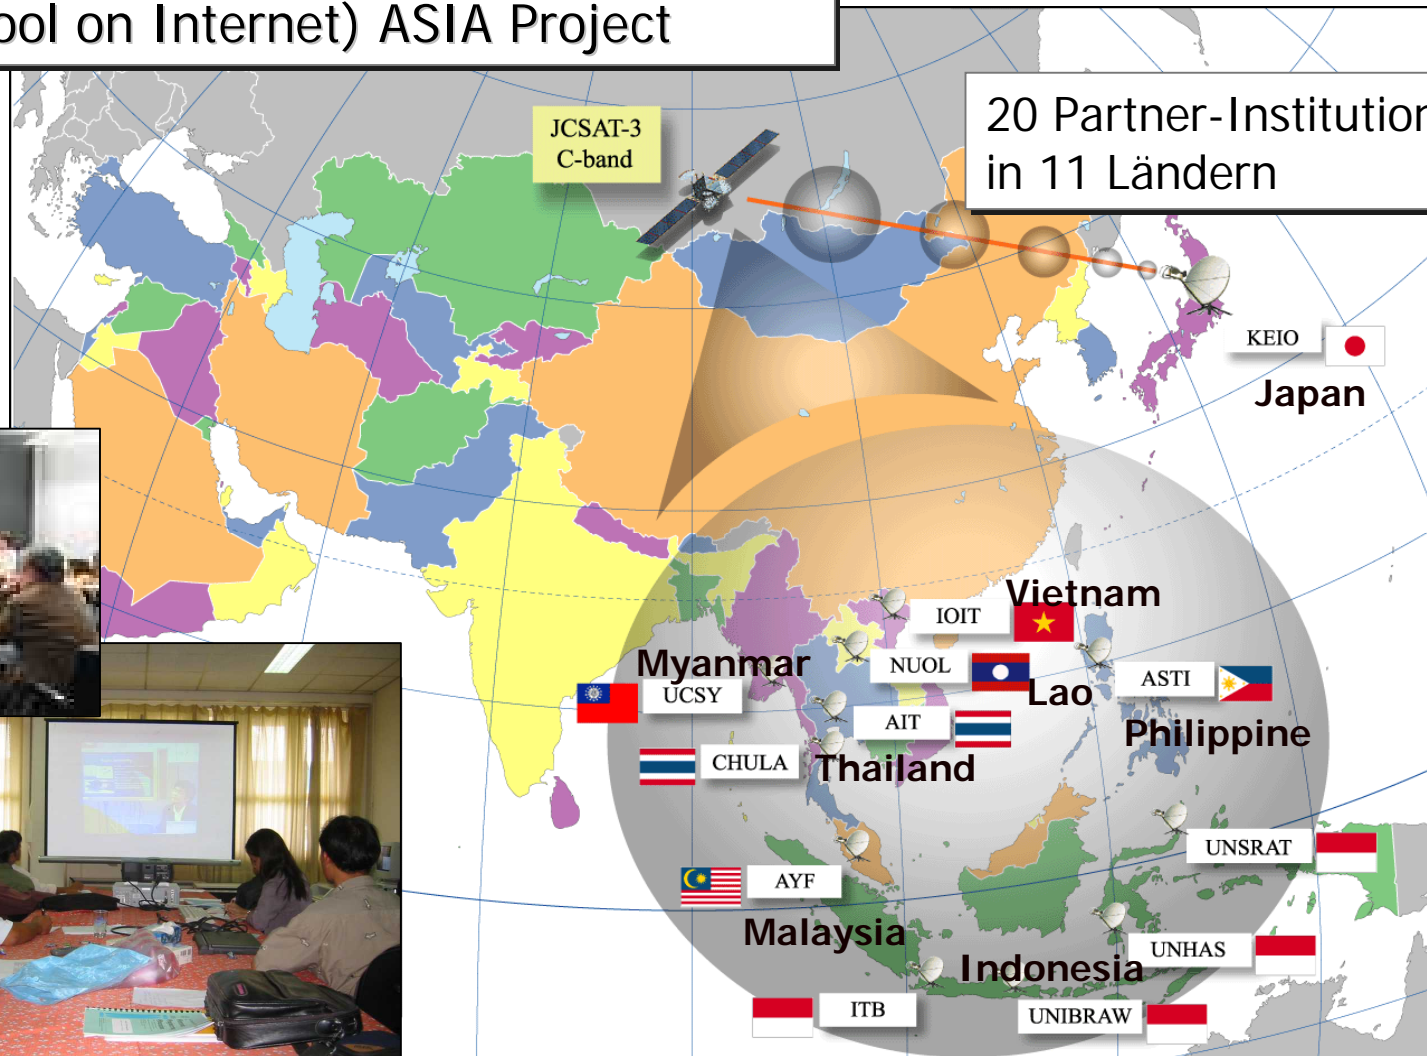 ool on Internet) ASIA Project
20 Partner-Institution
in 11 Ländern
JCSAT-3
C-band
KEIO
Japan
Vietnam
IOIT
Myanmar
NUOL
Lao
UCSY
ASTI
AIT
Philippine
CHULA
Thailand
UNSRAT
AYF
Malaysia
UNHAS
Indonesia
ITB
UNIBRAW